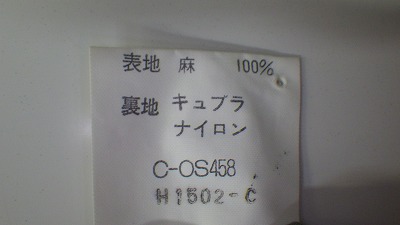 表地 麻 100%
裏地 キュプラ
ナイロン
C-OS458
H1502-C